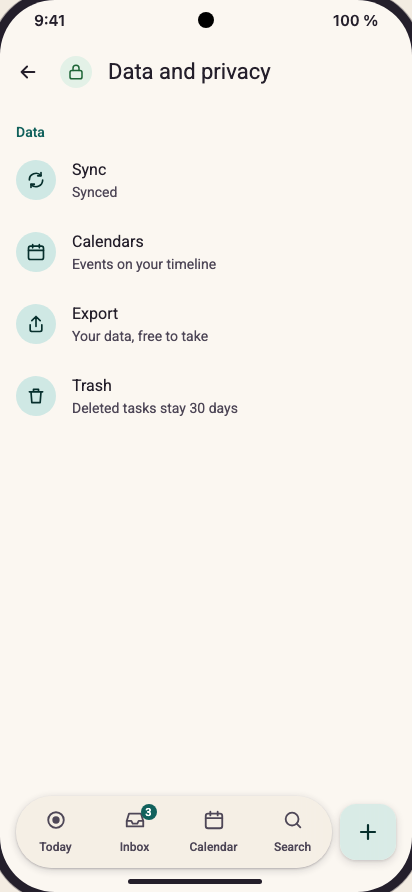 9:41
100 %
Data and privacy
Data
Sync
Synced
Calendars
Events on your timeline
Export
Your data, free to take
Trash
Deleted tasks stay 30 days
3
Today
Inbox
Calendar
Search